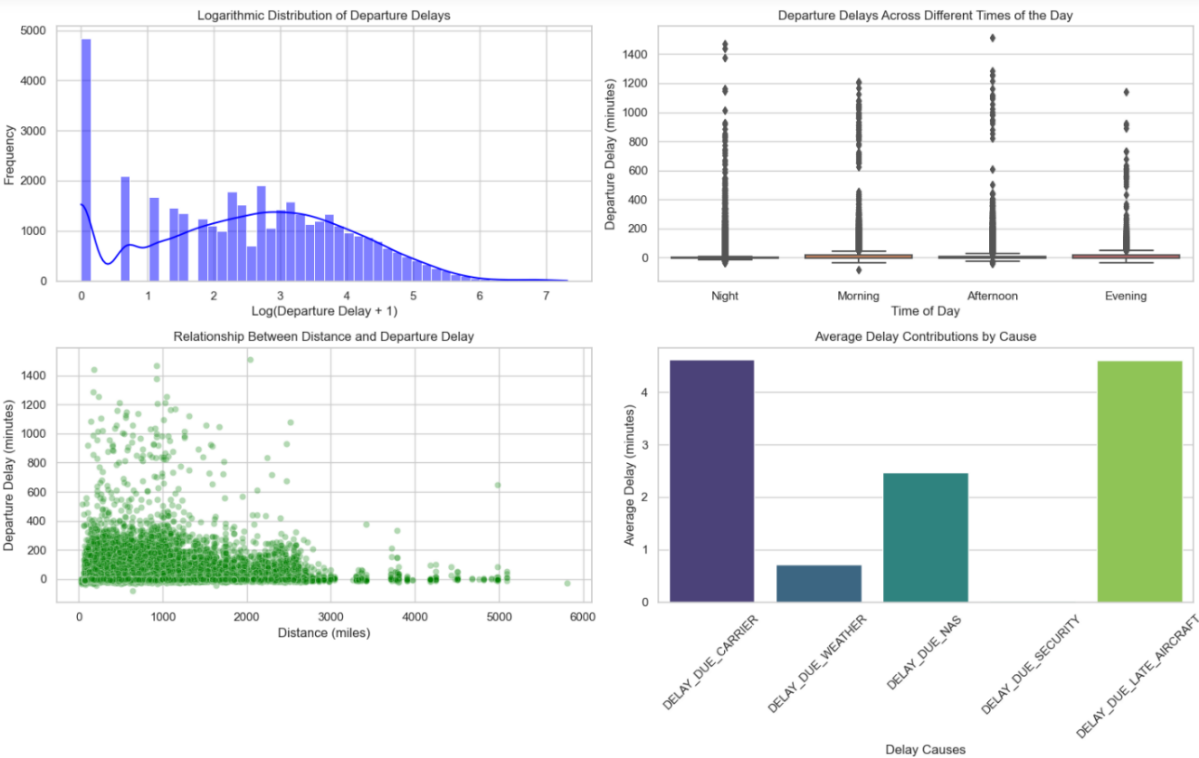 Logarithmic Distribution of Departure Delays
5000
4000
3000
2000
1000
0
Frequency
0 1 2 3 4 5 6 7
Log(Departure Delay + 1)
Departure Delays Across Different Times of the Day
1400
1200
1000
800
600
400
200
0
Departure Delay (minutes)
Night Morning Afternoon Evening
Time of Day
Relationship Between Distance and Departure Delay
1400
1200
1000
800
600
400
200
0
Departure Delay (minutes)
0 1000 2000 3000 4000 5000 6000
Distance (miles)
Average Delay Contributions by Cause
4
3
2
1
0
Average Delay (minutes)
DELAY_DUE_CARRIER
DELAY_DUE_WEATHER
DELAY_DUE_NAS
DELAY_DUE_SECURITY
DELAY_DUE_LATE_AIRCRAFT
Delay Causes